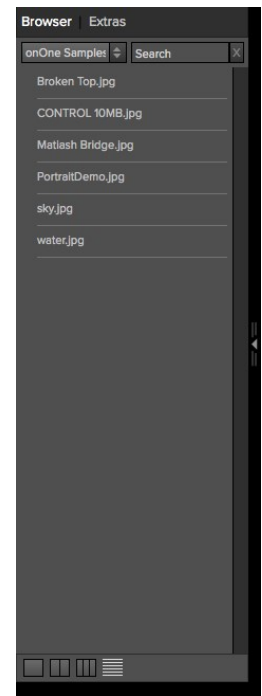 Browser Extras
onOne Samples Search X
Broken Top.jpg
CONTROL 10MB.jpg
Matiash Bridge.jpg
PortraitDemo.jpg
sky.jpg
water.jpg